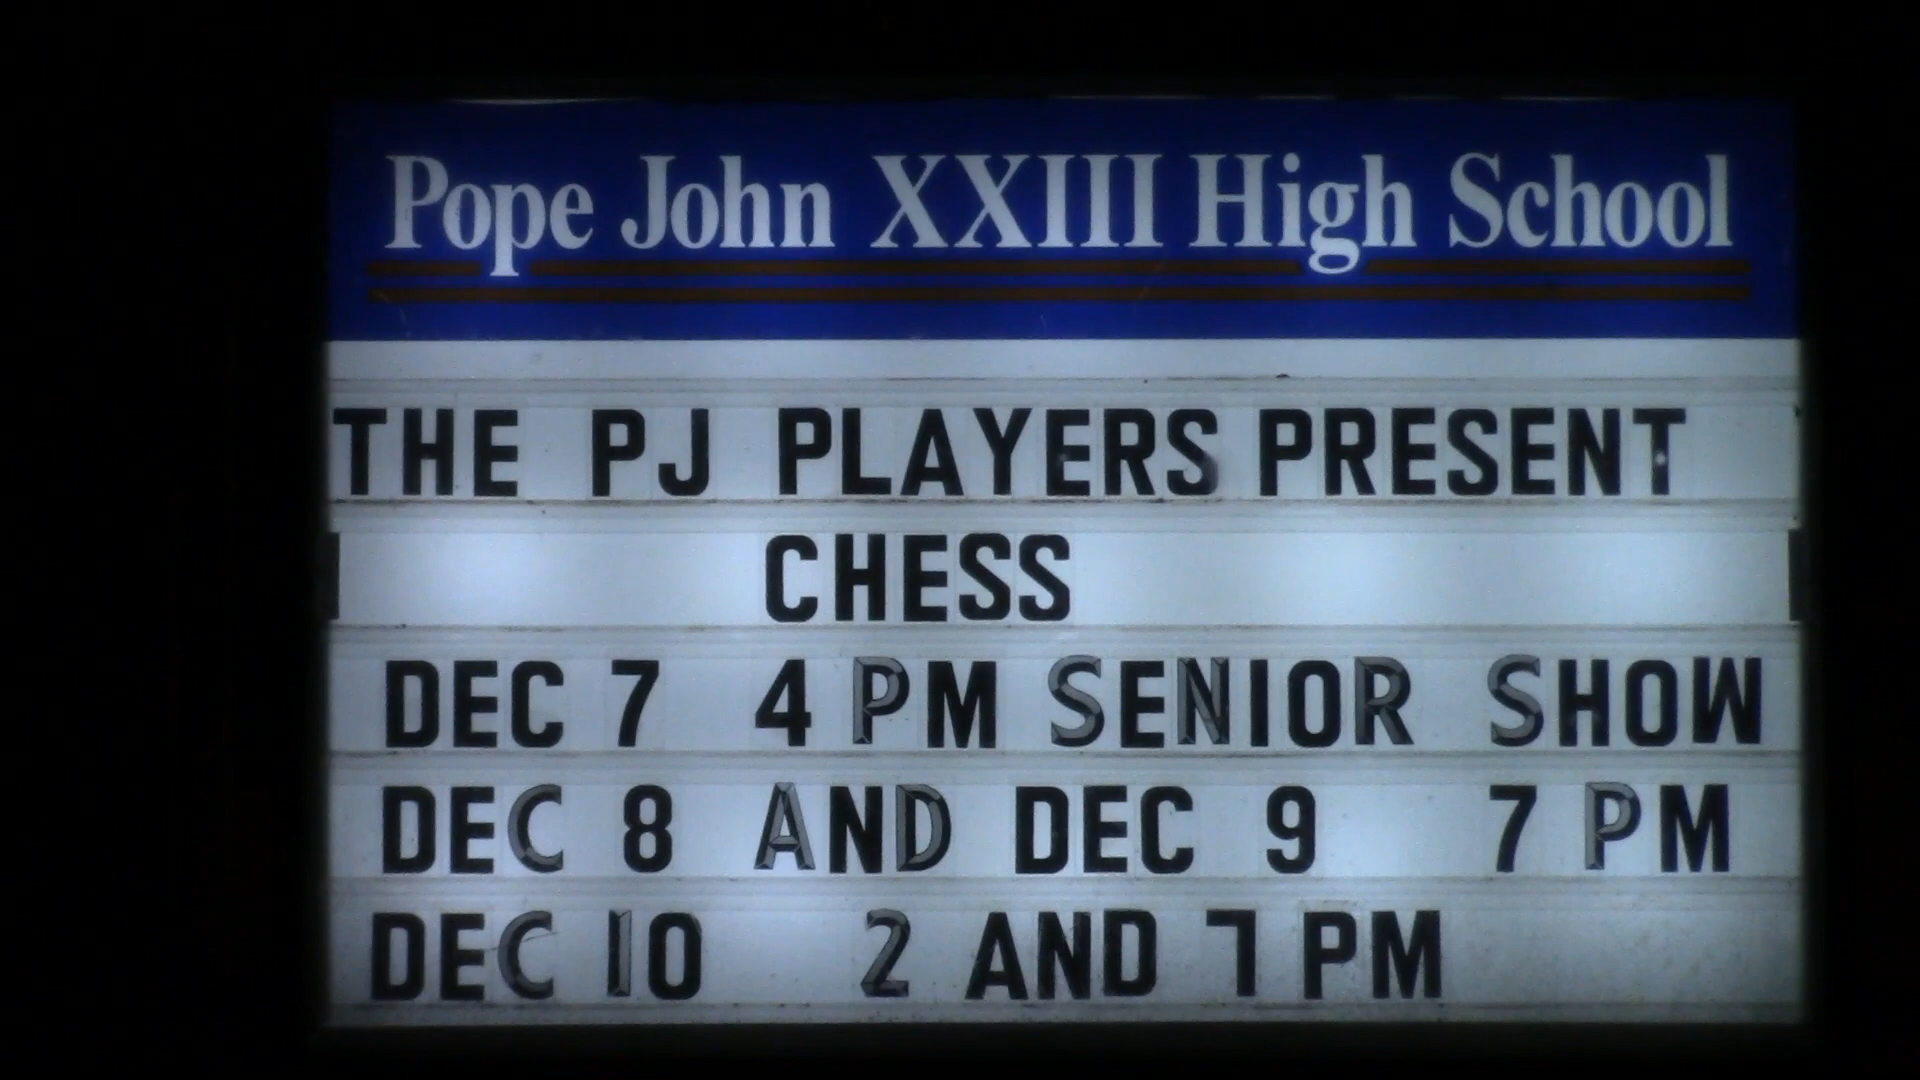 Pope John XXIII High School
THE PJ PLAYERS PRESENT
CHESS
DEC 7 4 PM SENIOR SHOW
DEC 8 AND DEC 9 7 PM
DEC 10 2 AND 7 PM